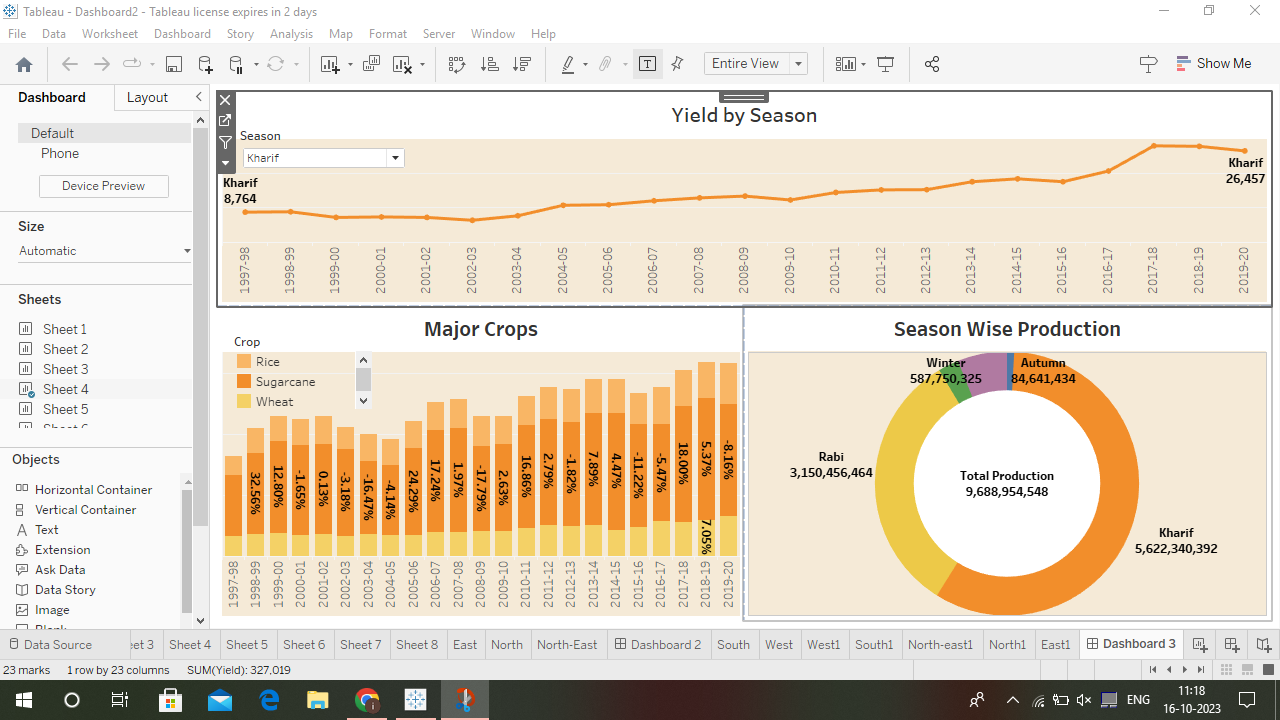 Tableau - Dashboard2 - Tableau license expires in 2 days
File Data Worksheet Dashboard Story Analysis Map Format Server Window Help
Entire View
Show Me
Dashboard Layout
Default
Phone
Device Preview
Size
Automatic
Sheets
Sheet 1
Sheet 2
Sheet 3
Sheet 4
Sheet 5
Objects
Horizontal Container
Vertical Container
Text
Extension
Ask Data
Data Story
Image
Yield by Season
Season
Kharif
Kharif
8,764
Kharif
26,457
1997-98 1998-99 1999-00 2000-01 2001-02 2002-03 2003-04 2004-05 2005-06 2006-07 2007-08 2008-09 2009-10 2010-11 2011-12 2012-13 2013-14 2014-15 2015-16 2016-17 2017-18 2018-19 2019-20
Major Crops
Crop
Rice
Sugarcane
Wheat
32.56% 12.80% -1.65% 0.13% -3.18% -16.47% -4.14% 24.29% 17.24% 1.97% -17.79% 2.63% 16.86% 2.79% -1.82% 7.89% 4.47% -11.22% -5.47% 18.00% 5.37% -8.16%
7.05%
1997-98 1998-99 1999-00 2000-01 2001-02 2002-03 2003-04 2004-05 2005-06 2006-07 2007-08 2008-09 2009-10 2010-11 2011-12 2012-13 2013-14 2014-15 2015-16 2016-17 2017-18 2018-19 2019-20
Season Wise Production
Winter
587,750,325
Autumn
84,641,434
Rabi
3,150,456,464
Total Production
9,688,954,548
Kharif
5,622,340,392
Data Source et 3 Sheet 4 Sheet 5 Sheet 6 Sheet 7 Sheet 8 East North North-East Dashboard 2 South West West1 South1 North-east1 North1 East1 Dashboard 3
23 marks 1 row by 23 columns SUM(Yield): 327,019
ENG
11:18
16-10-2023